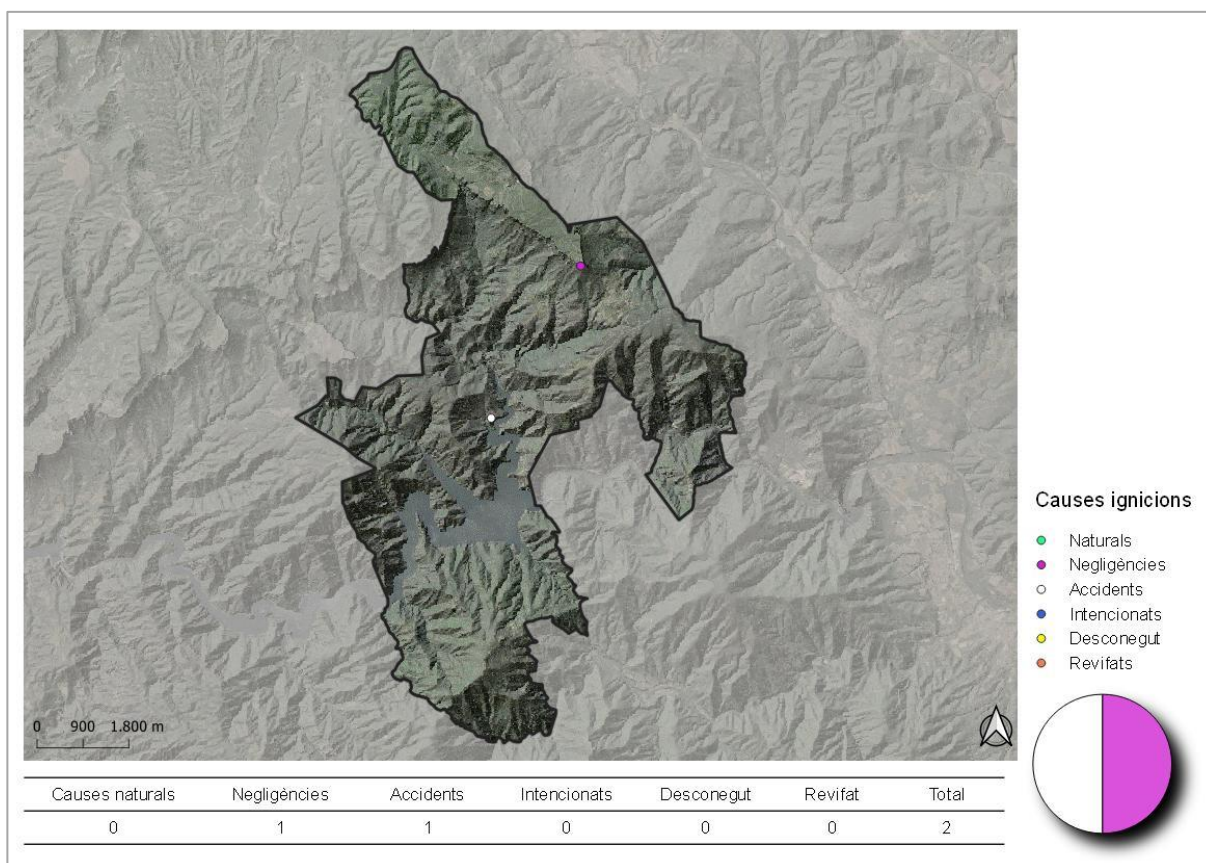 Causes ignicions
Naturals
Negligències
Accidents
Intencionats
Desconegut
Revifats
0 900 1.800 m
Causes naturals Negligències Accidents Intencionats Desconegut Revifat Total
0 1 1 0 0 0 2